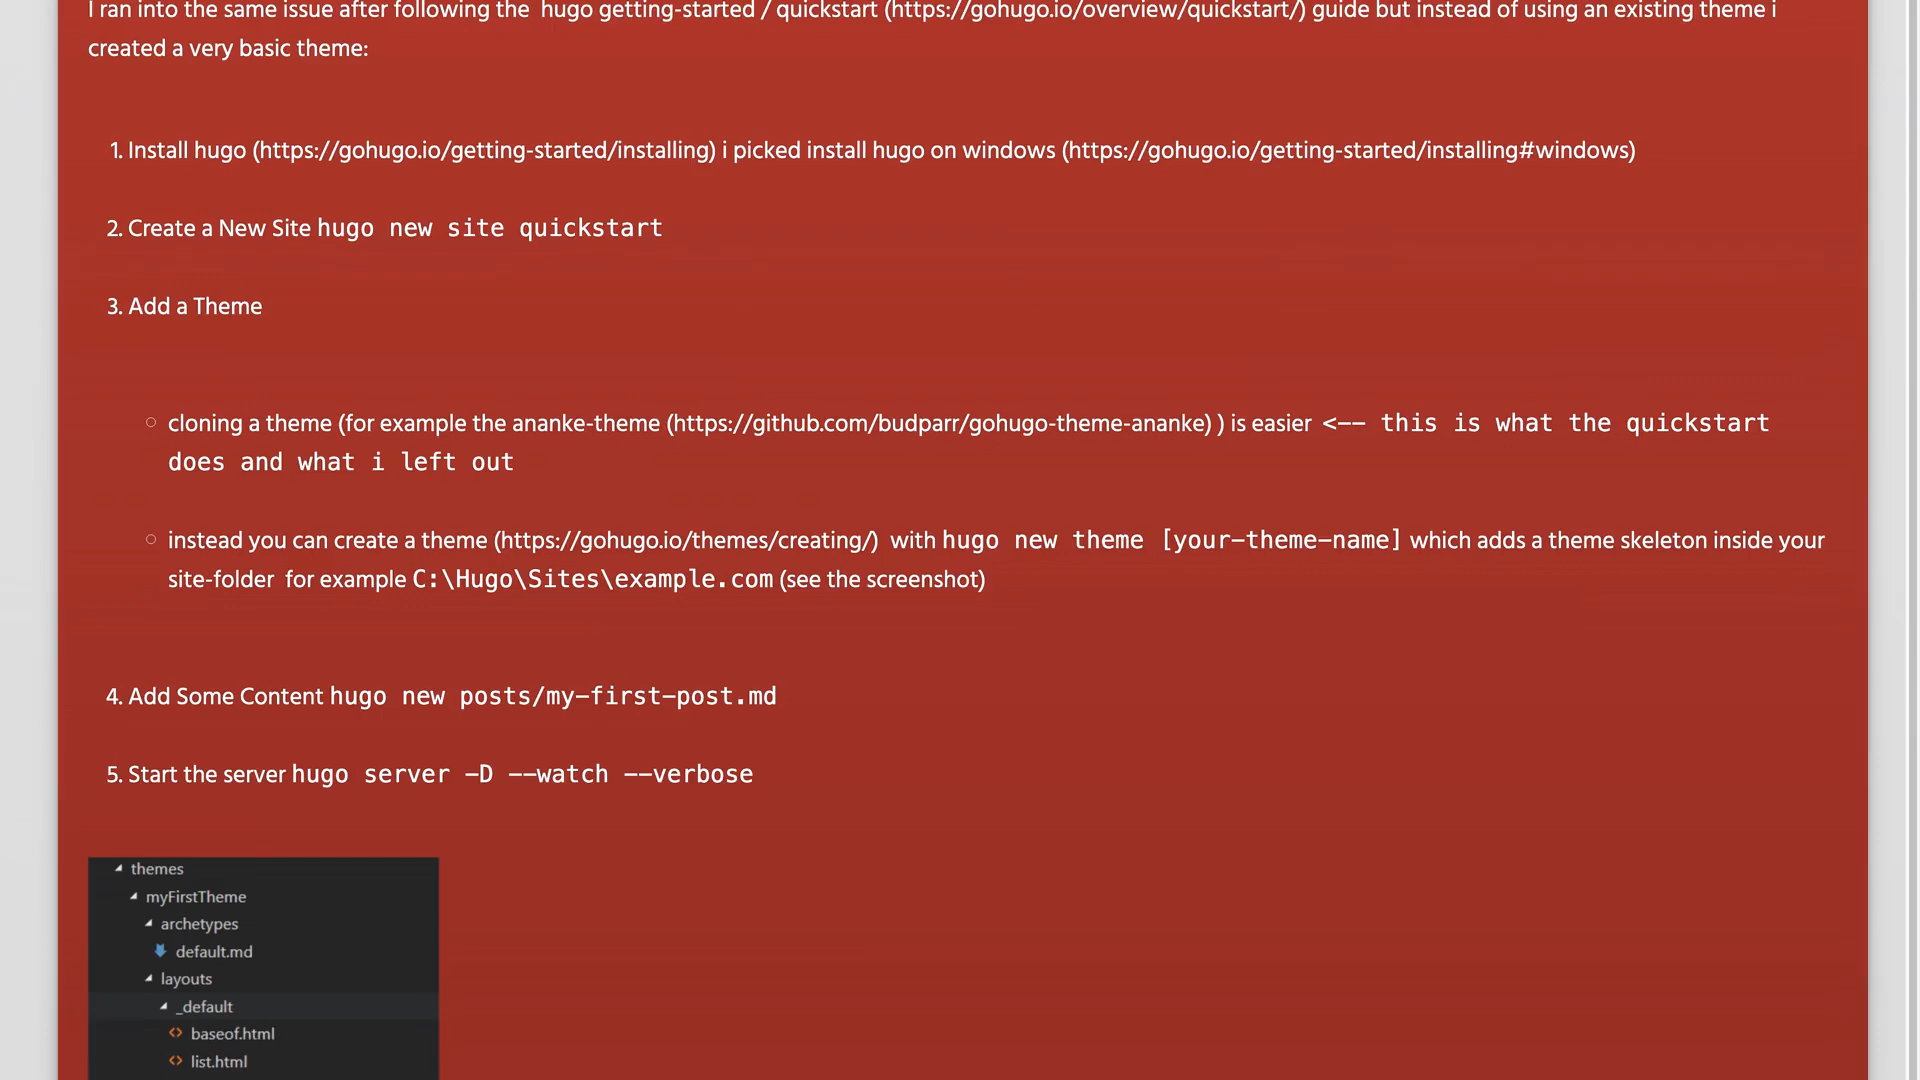 I ran into the same issue after following the hugo getting-started / quickstart (https://gohugo.io/overview/quickstart/) guide but instead of using an existing theme i
created a very basic theme:
1. Install hugo (https://gohugo.io/getting-started/installing) i picked install hugo on windows (https://gohugo.io/getting-started/installing#windows)
2. Create a New Site hugo new site quickstart
3. Add a Theme
cloning a theme (for example the ananke-theme (https://github.com/budparr/gohugo-theme-ananke) ) is easier <-- this is what the quickstart
does and what i left out
instead you can create a theme (https://gohugo.io/themes/creating/) with hugo new theme [your-theme-name] which adds a theme skeleton inside your
site-folder for example C:\Hugo\Sites\example.com (see the screenshot)
4. Add Some Content hugo new posts/my-first-post.md
5. Start the server hugo server -D --watch --verbose
themes
myFirstTheme
archetypes
default.md
layouts
_default
baseof.html
list.html